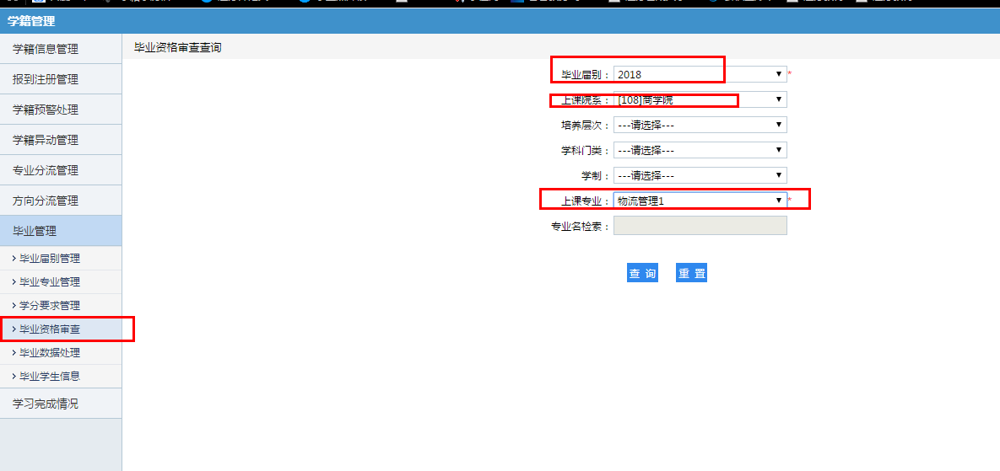 学籍管理
学籍信息管理
报到注册管理
学籍预警处理
学籍异动管理
专业分流管理
方向分流管理
毕业管理
毕业届别管理
毕业专业管理
学分要求管理
毕业资格审查
毕业数据处理
毕业学生信息
学习完成情况
毕业资格审查查询
毕业届别： 2018 *
上课院系： [108]商学院
培养层次： ---请选择---
学科门类： ---请选择---
学制： ---请选择---
上课专业： 物流管理1 *
专业名检索：
查 询 重 置